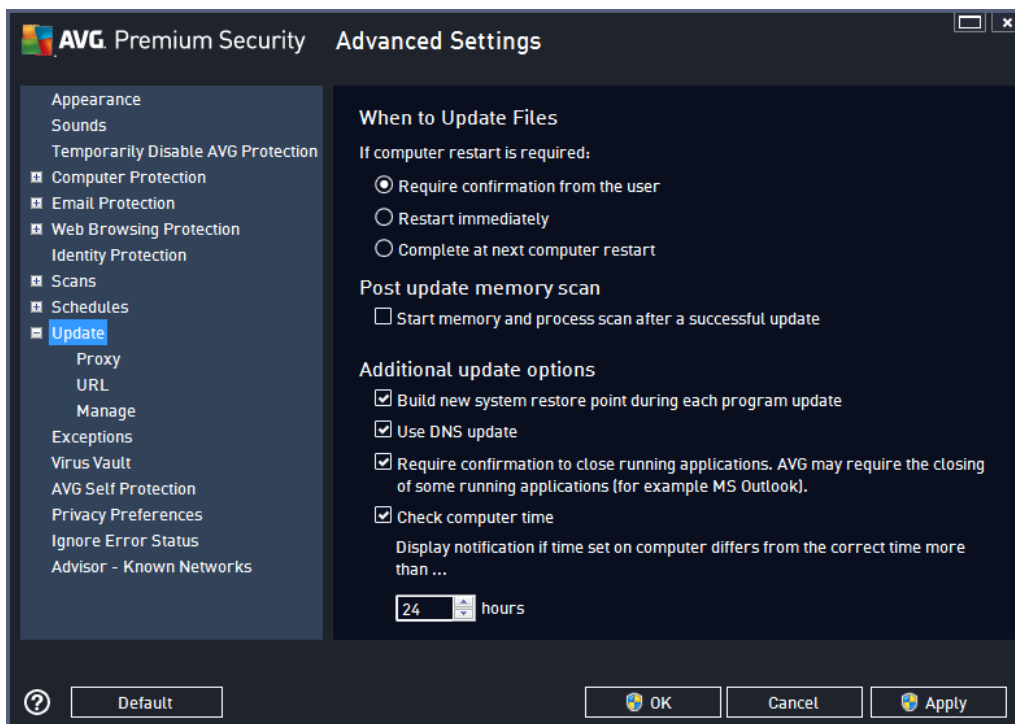 AVG. Premium Security Advanced Settings
Appearance
Sounds
Temporarily Disable AVG Protection
Computer Protection
Email Protection
Web Browsing Protection
Identity Protection
Scans
Schedules
Update
Proxy
URL
Manage
Exceptions
Virus Vault
AVG Self Protection
Privacy Preferences
Ignore Error Status
Advisor - Known Networks
When to Update Files
If computer restart is required:
Require confirmation from the user
Restart immediately
Complete at next computer restart
Post update memory scan
Start memory and process scan after a successful update
Additional update options
Build new system restore point during each program update
Use DNS update
Require confirmation to close running applications. AVG may require the closing
of some running applications (for example MS Outlook).
Check computer time
Display notification if time set on computer differs from the correct time more
than ...
24 hours
? Default OK Cancel Apply